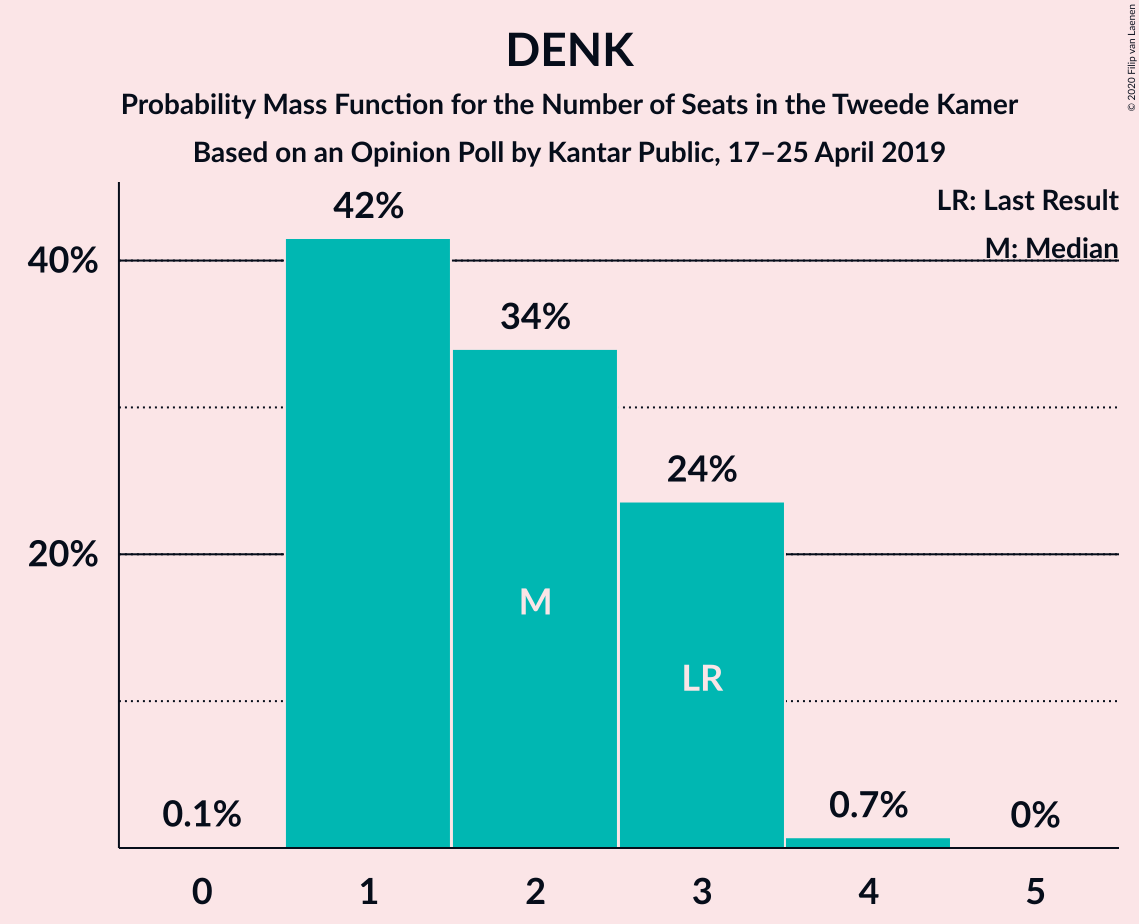 DENK
Probability Mass Function for the Number of Seats in the Tweede Kamer
Based on an Opinion Poll by Kantar Public, 17–25 April 2019
© 2020 Filip van Laenen
LR: Last Result
M: Median
40%
20%
0.1%
42%
34%
24%
0.7%
0%
M
LR
0
1
2
3
4
5